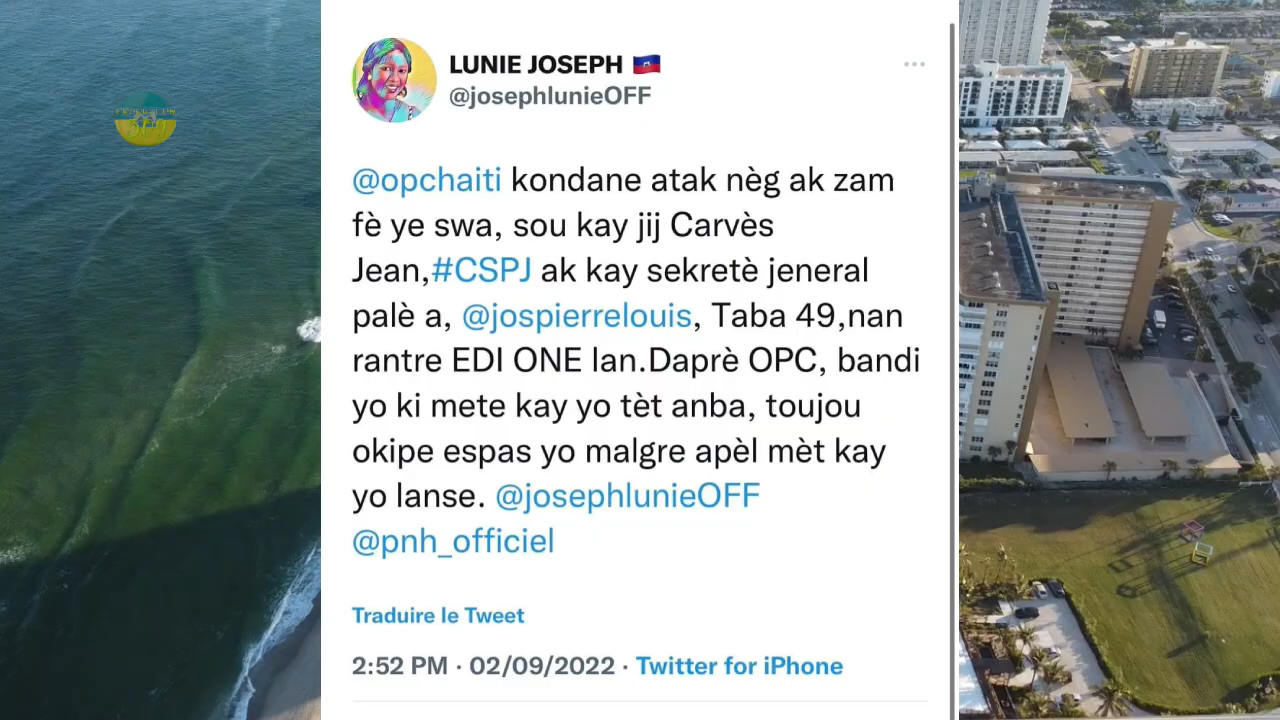 LUNIE JOSEPH
@josephlunieOFF
@opchaiti kondane atak nèg ak zam
fè ye swa, sou kay jij Carvès
Jean,#CSPJ ak kay sekretè jeneral
palè a, @jospierrelouis, Taba 49,nan
rantre EDI ONE lan.Daprè OPC, bandi
yo ki mete kay yo tèt anba, toujou
okipe espas yo malgre apèl mèt kay
yo lanse. @josephlunieOFF
@pnh_officiel
Traduire le Tweet
2:52 PM · 02/09/2022 · Twitter for iPhone